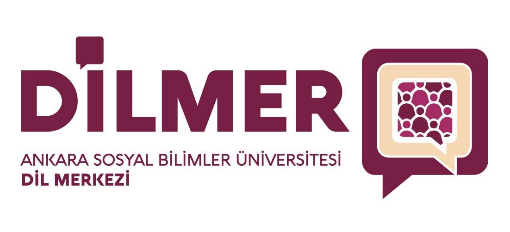 DİLMER
ANKARA SOSYAL BİLİMLER ÜNİVERSİTESİ
DİL MERKEZİ